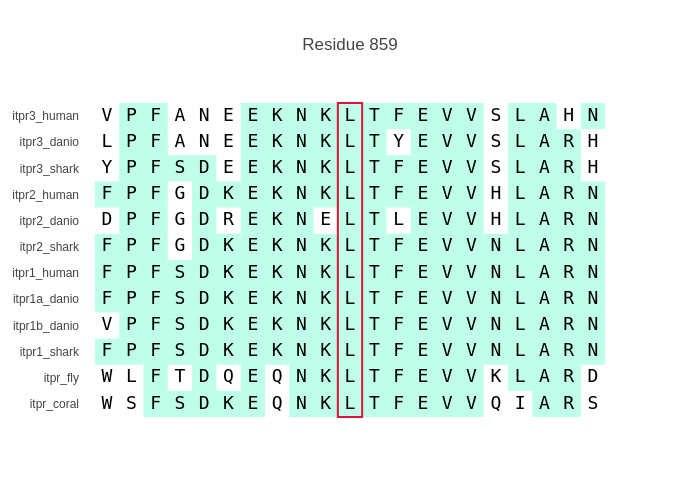 Residue 859
itpr3_human V P F A N E E K N K L T F E V V S L A H N
itpr3_danio L P F A N E E K N K L T Y E V V S L A R H
itpr3_shark Y P F S D E E K N K L T F E V V S L A R H
itpr2_human F P F G D K E K N K L T F E V V H L A R N
itpr2_danio D P F G D R E K N E L T L E V V H L A R N
itpr2_shark F P F G D K E K N K L T F E V V N L A R N
itpr1_human F P F S D K E K N K L T F E V V N L A R N
itpr1a_danio F P F S D K E K N K L T F E V V N L A R N
itpr1b_danio V P F S D K E K N K L T F E V V N L A R N
itpr1_shark F P F S D K E K N K L T F E V V N L A R N
itpr_fly W L F T D Q E Q N K L T F E V V K L A R D
itpr_coral W S F S D K E Q N K L T F E V V Q I A R S